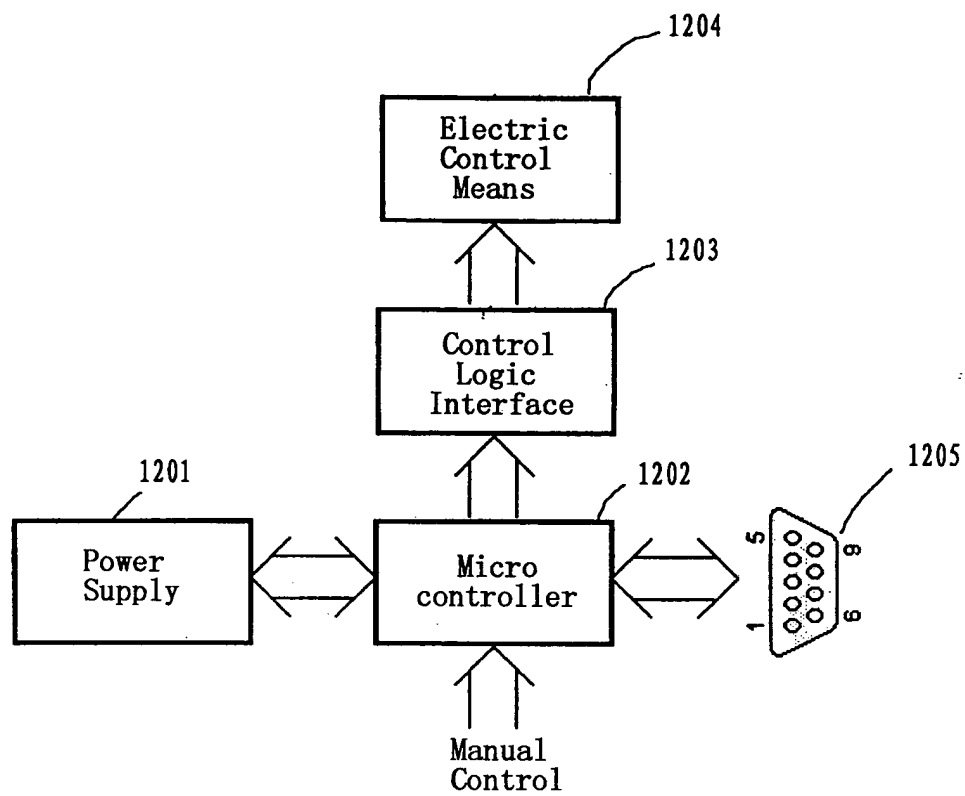 1204
Electric
Control
Means
1203
Control
Logic
Interface
1201
1202
1205
Power
Supply
Micro
controller
5
9
1
6
Manual
Control